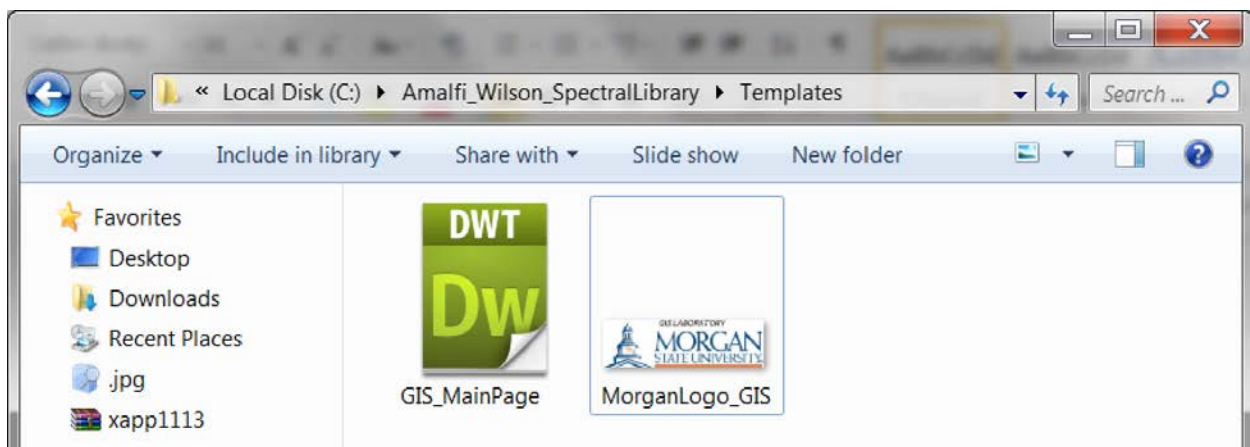 « Local Disk (C:) ▸ Amalfi_Wilson_SpectralLibrary ▸ Templates
Search ...
Organize Include in library Share with Slide show New folder
Favorites
Desktop
Downloads
Recent Places
.jpg
xapp1113
DWT
Dw
GIS_MainPage
GIS LABORATORY
MORGAN
STATE UNIVERSITY
MorganLogo_GIS